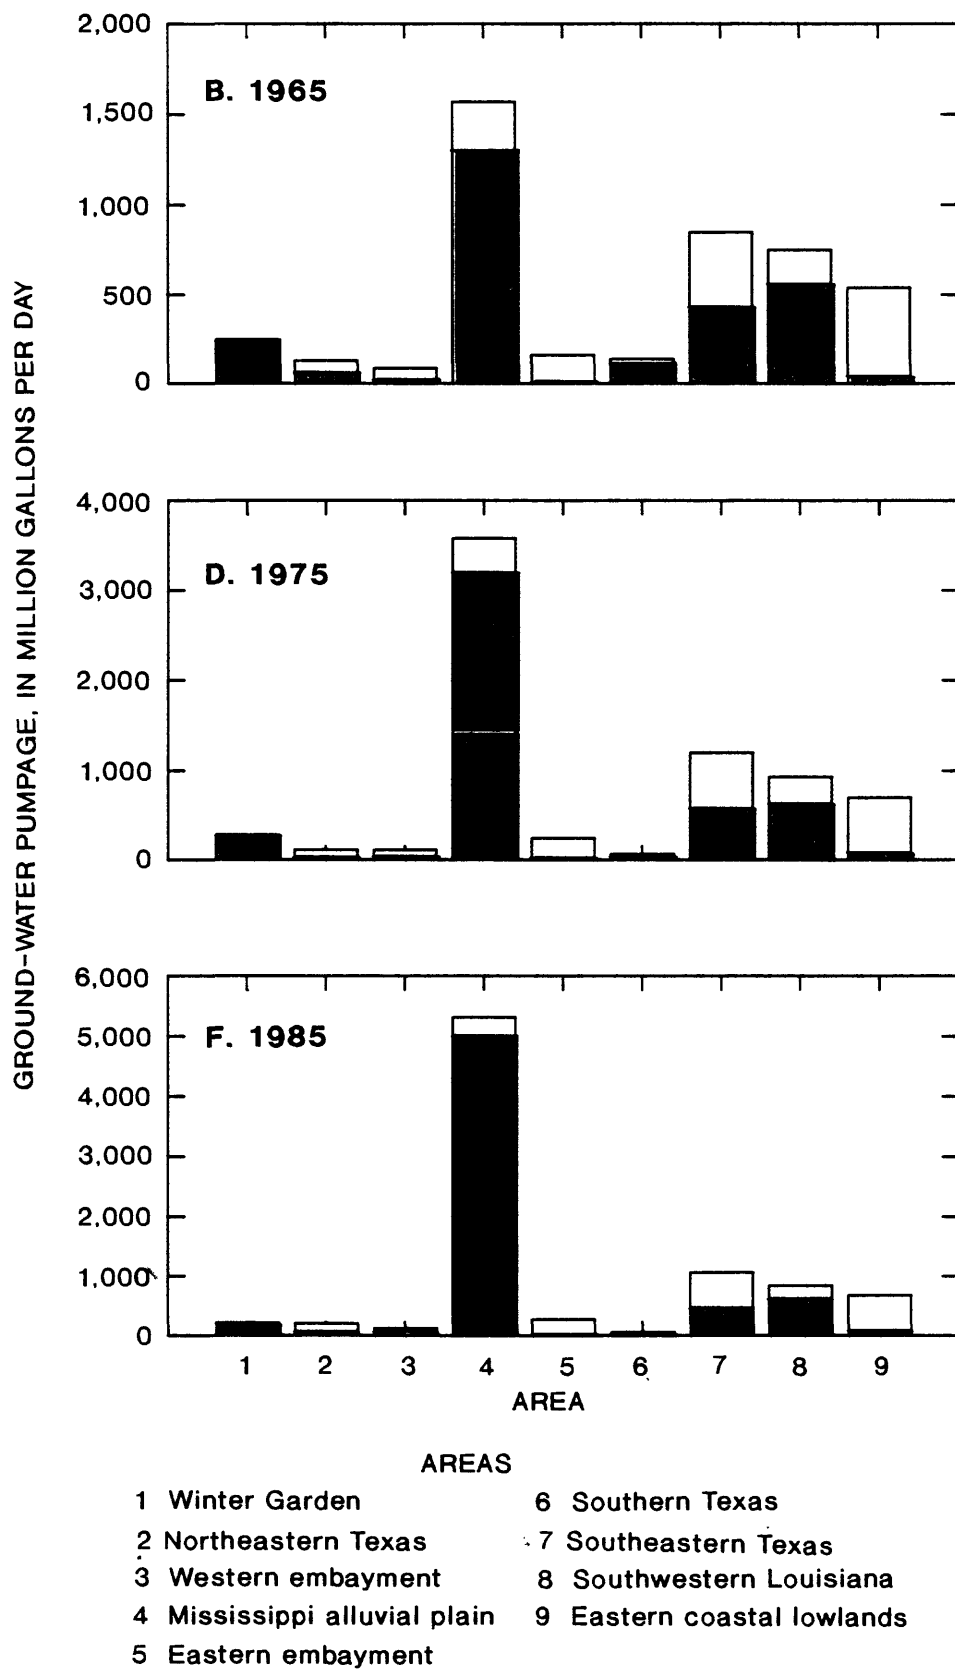 GROUND-WATER PUMPAGE, IN MILLION GALLONS PER DAY
2,000
B. 1965
1,500
1,000
500
0
4,000
D. 1975
3,000
2,000
1,000
0
6,000
F. 1985
5,000
4,000
3,000
2,000
1,000
0
1 2 3 4 5 6 7 8 9
AREA
AREAS
1 Winter Garden
2 Northeastern Texas
3 Western embayment
4 Mississippi alluvial plain
5 Eastern embayment
6 Southern Texas
7 Southeastern Texas
8 Southwestern Louisiana
9 Eastern coastal lowlands